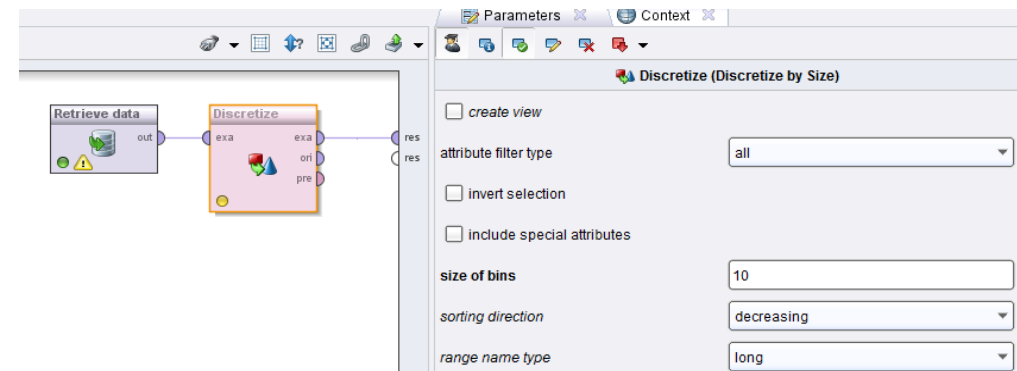 Parameters
Context
Discretize (Discretize by Size)
Retrieve data
out
Discretize
exa
exa
ori
pre
res
res
create view
attribute filter type
all
invert selection
include special attributes
size of bins
10
sorting direction
decreasing
range name type
long